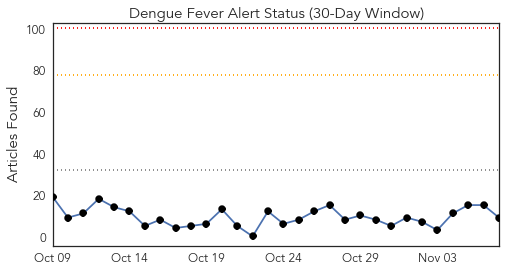 Dengue Fever Alert Status (30-Day Window)
Articles Found
100
80
60
40
20
0
Oct 09 Oct 14 Oct 19 Oct 24 Oct 29 Nov 03